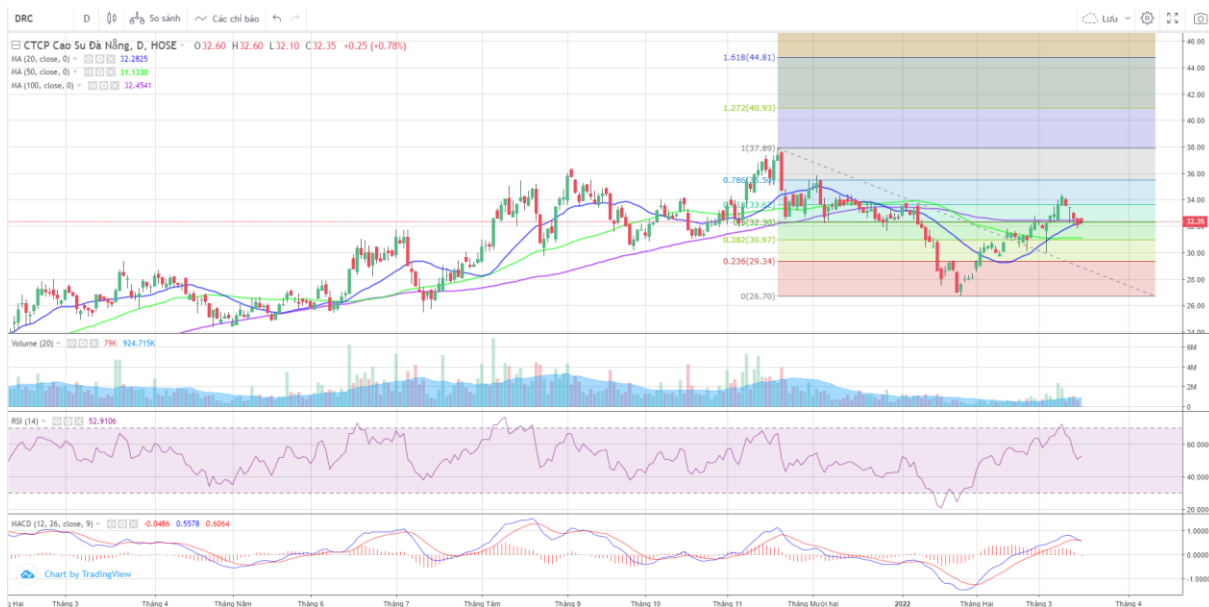 DRC D So sánh Các chỉ báo Lưu
CTCP Cao Su Đà Nẵng, D, HOSE O32.60 H32.60 L32.10 C32.35 +0.25 (+0.78%)
MA (20, close, 0) 32.2825
MA (50, close, 0) 31.1330
MA (100, close, 0) 32.4541
46.00
1.618(44.81)
44.00
42.00
1.272(40.93)
40.00
1(37.89)
38.00
36.00
34.00
32.35
0.382(30.97)
30.00
0.236(29.34)
28.00
0(26.70)
26.00
24.00
Volume (20) 79K 924.715K
6M
4M
2M
0
RSI (14) 52.9106
60.000
40.000
20.000
MACD (12, 26, close, 9) -0.0486 0.5578 0.6064
1.0000
0.0000
-1.0000
Chart by TradingView
Tháng 3 Tháng 4 Tháng Năm Tháng 6 Tháng 7 Tháng Tám Tháng 9 Tháng 10 Tháng 11 Tháng Mười hai 2022 Tháng Hai Tháng 3 Tháng 4